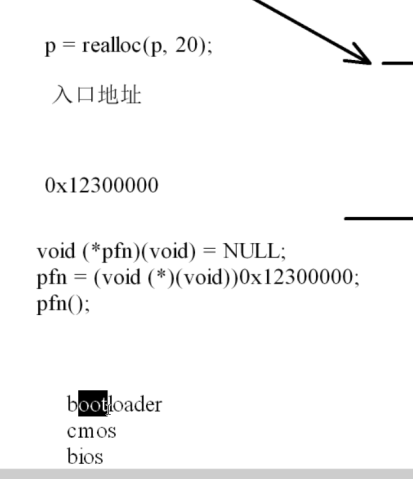 p = realloc(p, 20);
入口地址
0x12300000
void (*pfn)(void) = NULL;
pfn = (void (*)(void))0x12300000;
pfn();
bootloader
cmos
bios